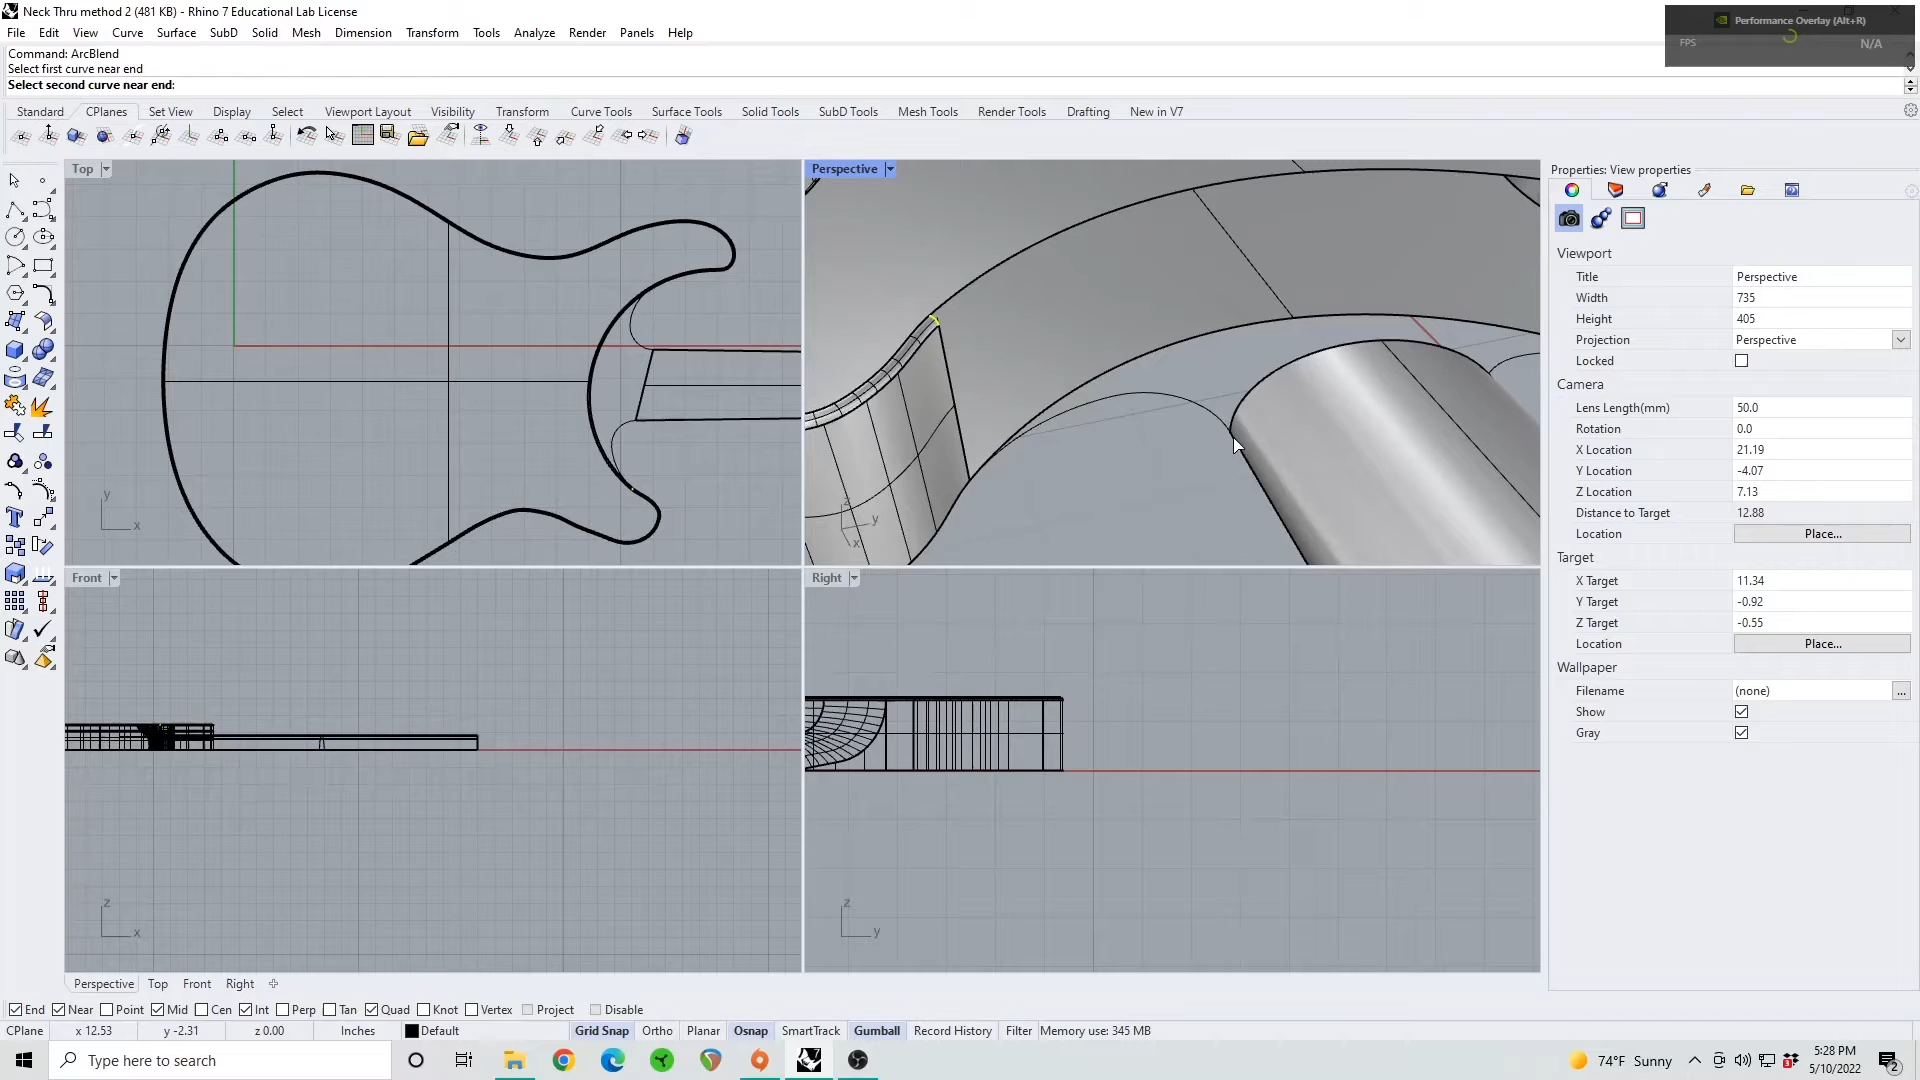 Neck Thru method 2 (481 KB) - Rhino 7 Educational Lab License
Performance Overlay (Alt+R)
FPS N/A
File Edit View Curve Surface SubD Solid Mesh Dimension Transform Tools Analyze Render Panels Help
Command: ArcBlend
Select first curve near end
Select second curve near end:
Standard CPlanes Set View Display Select Viewport Layout Visibility Transform Curve Tools Surface Tools Solid Tools SubD Tools Mesh Tools Render Tools Drafting New in V7
Top
y
x
Perspective
z
y
x
Front
z
x
Right
z
y
Properties: View properties
Viewport
Title Perspective
Width 735
Height 405
Projection Perspective
Locked
Camera
Lens Length(mm) 50.0
Rotation 0.0
X Location 21.19
Y Location -4.07
Z Location 7.13
Distance to Target 12.88
Location Place...
Target
X Target 11.34
Y Target -0.92
Z Target -0.55
Location Place...
Wallpaper
Filename (none) ...
Show
Gray
Perspective Top Front Right
End Near Point Mid Cen Int Perp Tan Quad Knot Vertex Project Disable
CPlane x 12.53 y -2.31 z 0.00 Inches Default Grid Snap Ortho Planar Osnap SmartTrack Gumball Record History Filter Memory use: 345 MB
Type here to search
74°F Sunny
5:28 PM
5/10/2022
2